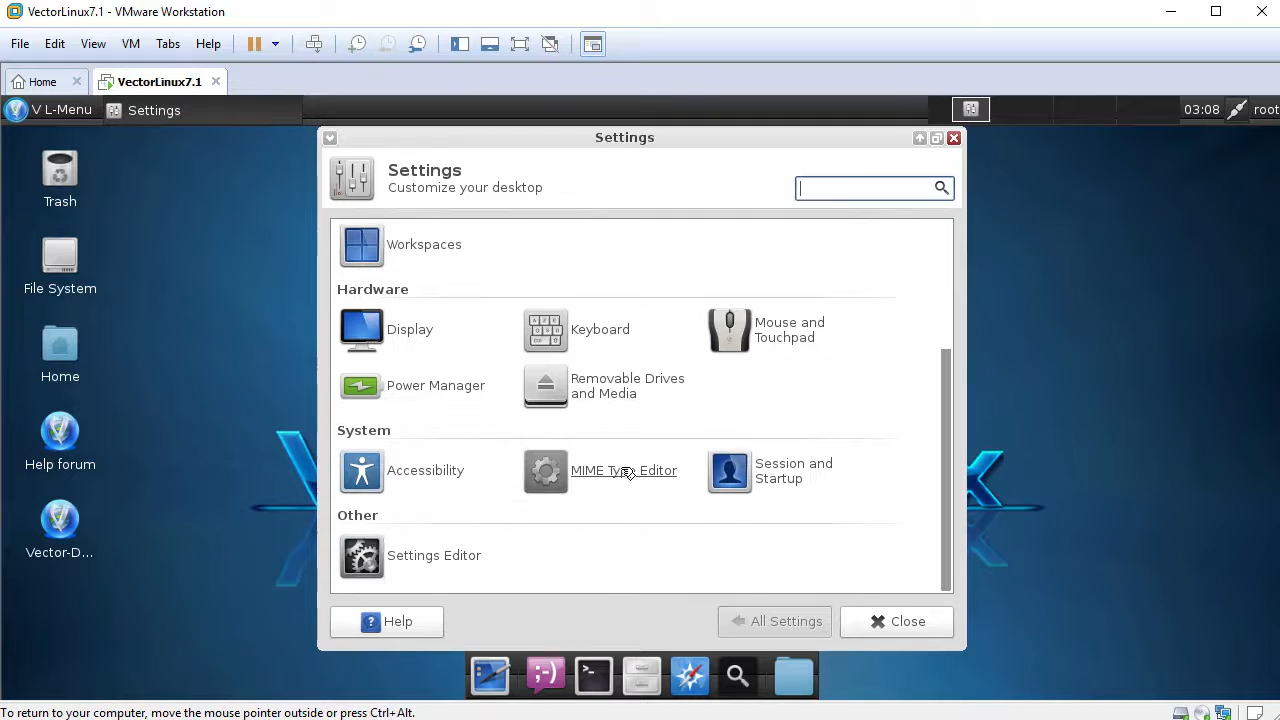 VectorLinux7.1 - VMware Workstation
File Edit View VM Tabs Help
Home VectorLinux7.1
V L-Menu Settings 03:08 root
Settings
Trash
File System
Home
Help forum
Vector-D...
Settings
Customize your desktop
Workspaces
Hardware
Display Keyboard Mouse and
Touchpad
Power Manager Removable Drives
and Media
System
Accessibility MIME Type Editor Session and
Startup
Other
Settings Editor
Help All Settings Close
To return to your computer, move the mouse pointer outside or press Ctrl+Alt.